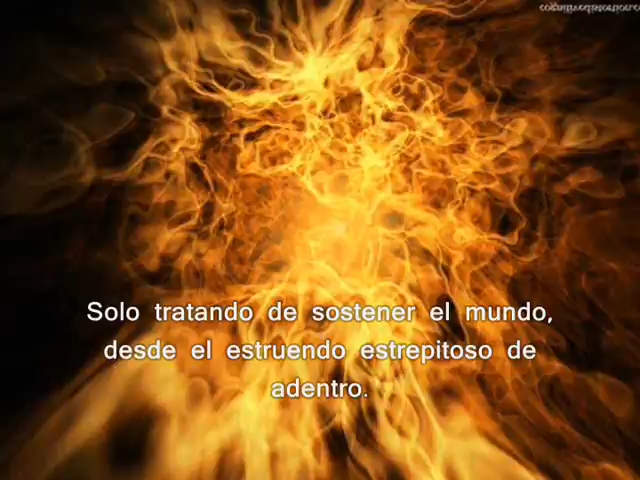 Solo tratando de sostener el mundo,
desde el estruendo estrepitoso de
adentro.